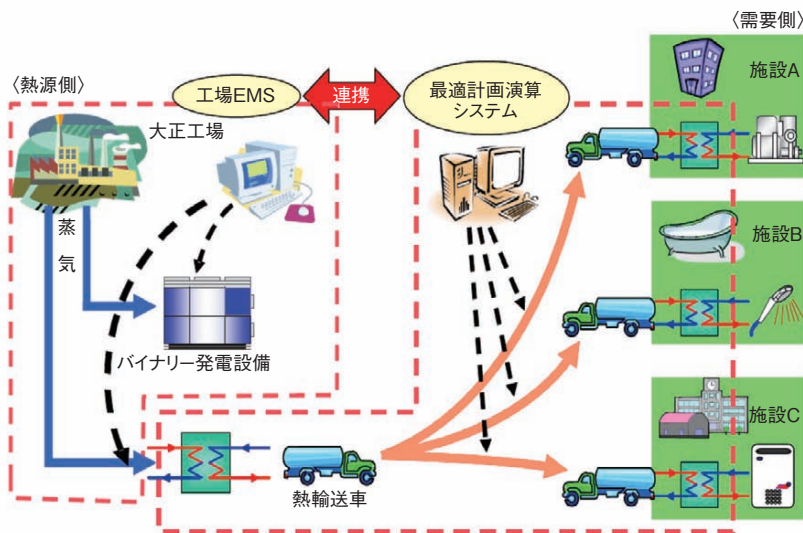 〈需要側〉
〈熱源側〉
工場EMS
連携
最適計画演算
システム
施設A
大正工場
蒸
気
施設B
バイナリー発電設備
施設C
熱輸送車